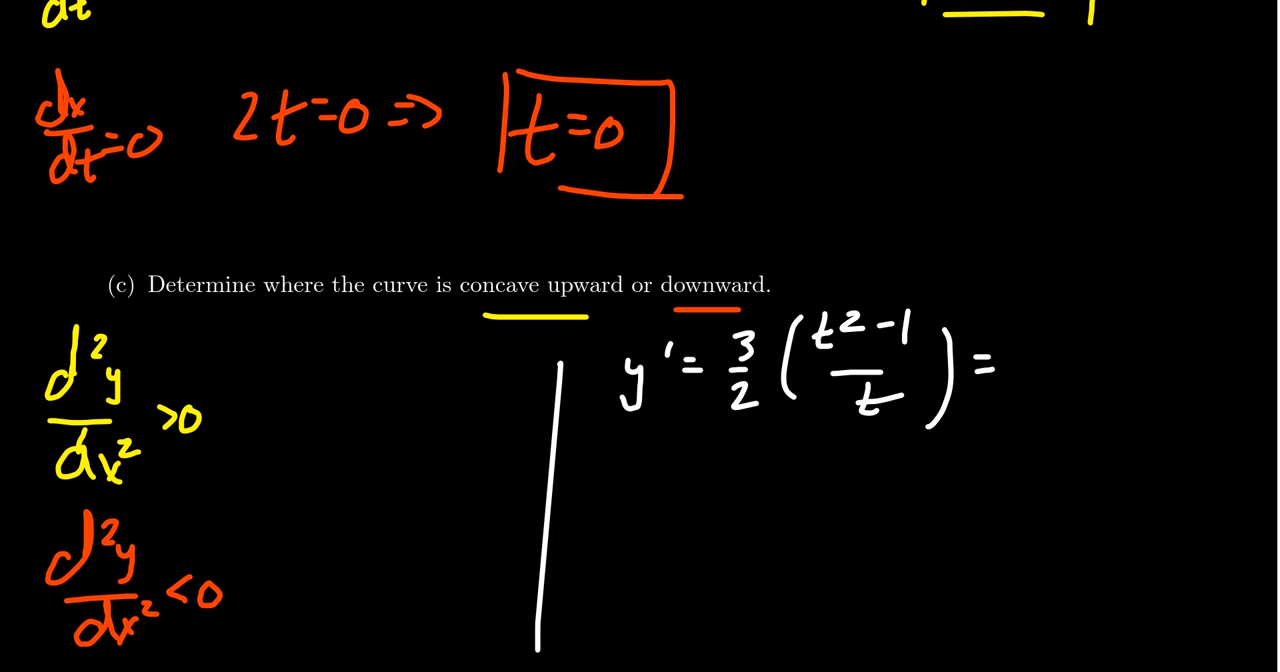 dt
dx/dt=0 2t=0 => t=0
(c) Determine where the curve is concave upward or downward.
d²y/dx² >0
y'= 3/2 (t²-1/t) =
d²y/dx² <0